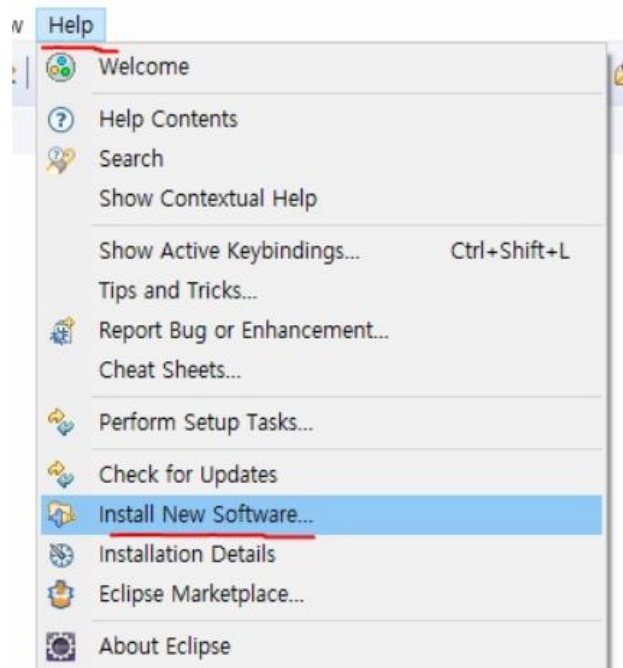 Help
Welcome
Help Contents
Search
Show Contextual Help
Show Active Keybindings... Ctrl+Shift+L
Tips and Tricks...
Report Bug or Enhancement...
Cheat Sheets...
Perform Setup Tasks...
Check for Updates
Install New Software...
Installation Details
Eclipse Marketplace...
About Eclipse